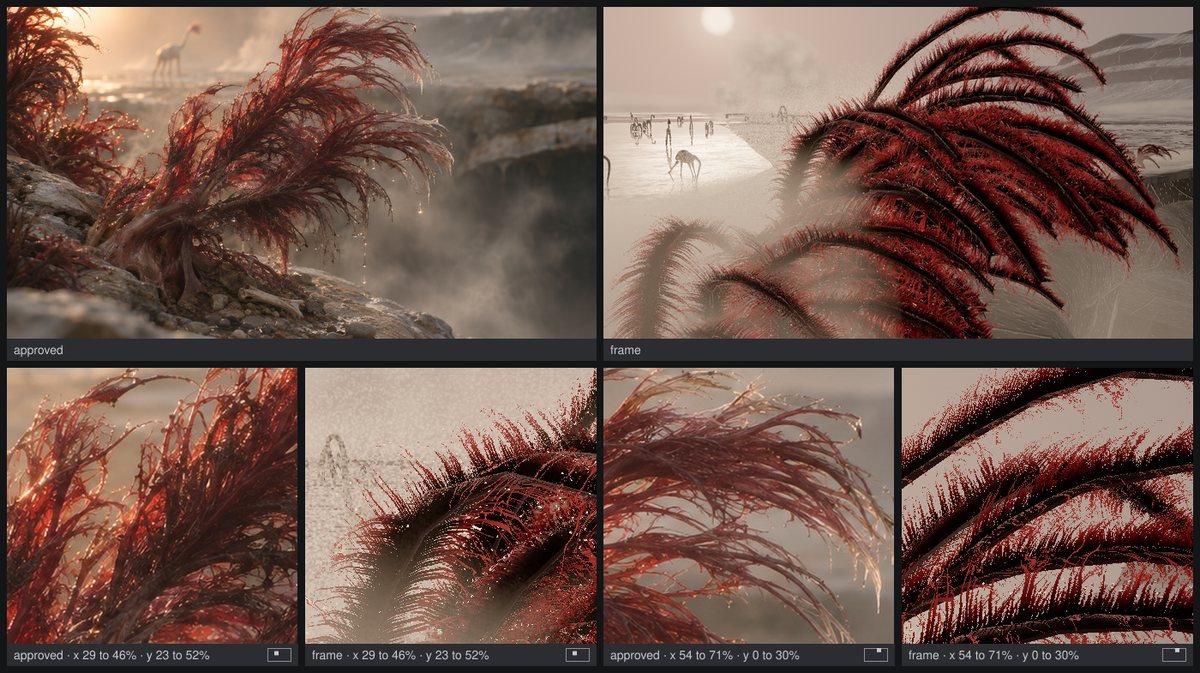 approved
frame
approved · x 29 to 46% · y 23 to 52%
frame · x 29 to 46% · y 23 to 52%
approved · x 54 to 71% · y 0 to 30%
frame · x 54 to 71% · y 0 to 30%